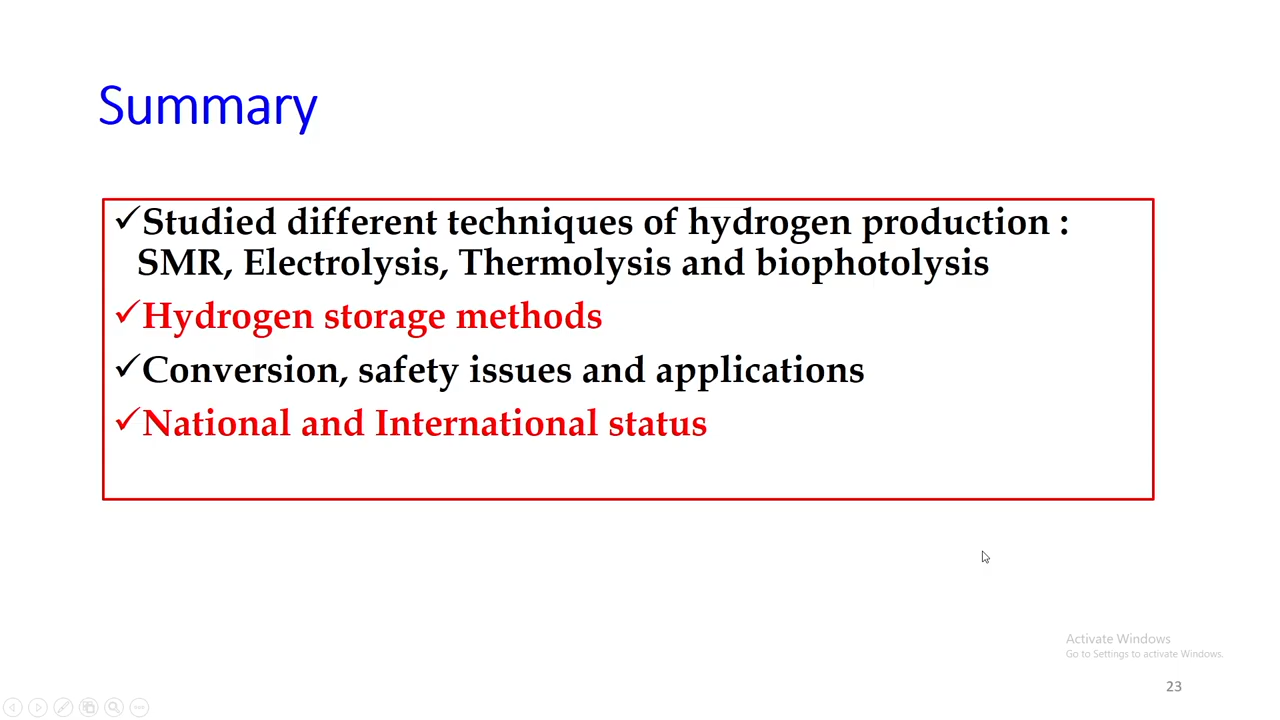 Summary
✓Studied different techniques of hydrogen production :
SMR, Electrolysis, Thermolysis and biophotolysis
✓Hydrogen storage methods
✓Conversion, safety issues and applications
✓National and International status
Activate Windows
Go to Settings to activate Windows.
23